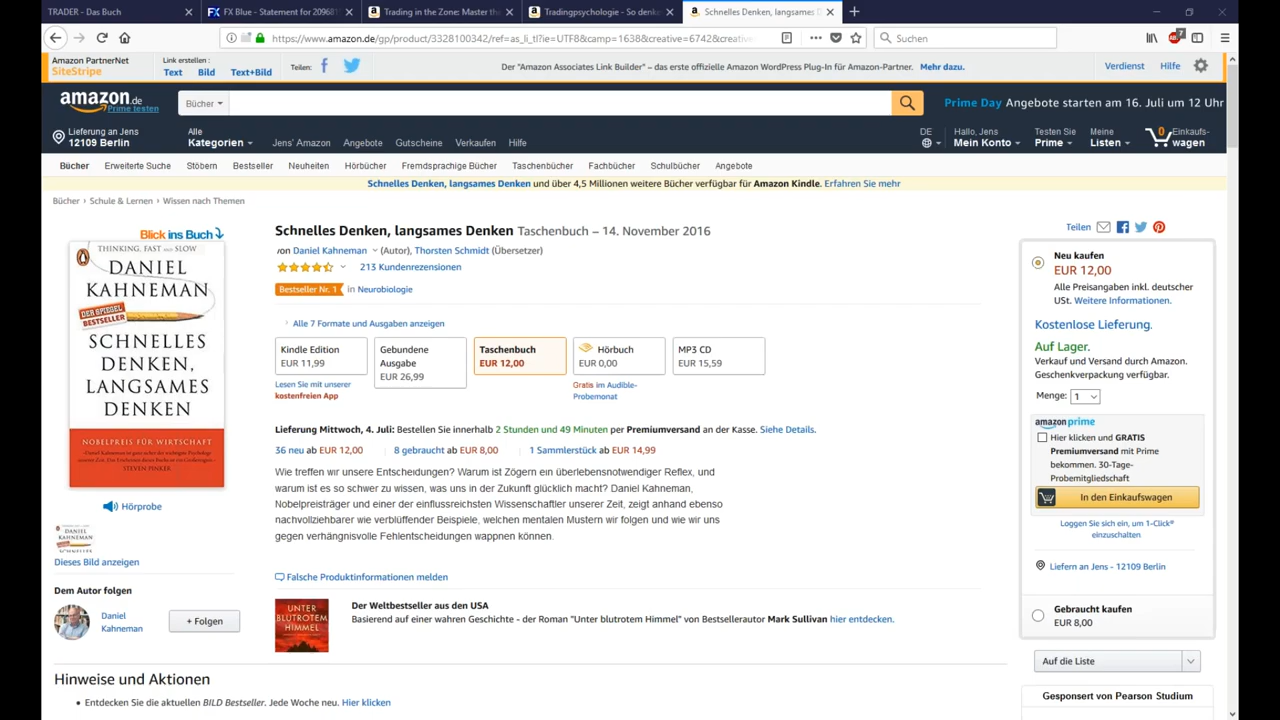 TRADER - Das Buch
FX Blue - Statement for 209681
Trading in the Zone: Master the
Tradingpsychologie - So denke
Schnelles Denken, langsames D
https://www.amazon.de/gp/product/3328100342/ref=as_li_tl?ie=UTF8&camp=1638&creative=6742&creative
Suchen
7
Amazon PartnerNet
SiteStripe
Link erstellen :
Text Bild Text+Bild
Teilen:
Der "Amazon Associates Link Builder" – das erste offizielle Amazon WordPress Plug-In für Amazon-Partner. Mehr dazu.
Verdienst
Hilfe
amazon.de
Prime testen
Bücher
Prime Day Angebote starten am 16. Juli um 12 Uhr
Lieferung an Jens
12109 Berlin
Alle
Kategorien
Jens' Amazon
Angebote
Gutscheine
Verkaufen
Hilfe
DE
Hallo, Jens
Mein Konto
Testen Sie
Prime
Meine
Listen
0
Einkaufs-
wagen
Bücher Erweiterte Suche Stöbern Bestseller Neuheiten Hörbücher Fremdsprachige Bücher Taschenbücher Fachbücher Schulbücher Angebote
Schnelles Denken, langsames Denken und über 4,5 Millionen weitere Bücher verfügbar für Amazon Kindle. Erfahren Sie mehr
Bücher › Schule & Lernen › Wissen nach Themen
Blick ins Buch
THINKING, FAST AND SLOW
DANIEL
KAHNEMAN
DER SPIEGEL
BESTSELLER
SCHNELLES
DENKEN,
LANGSAMES
DENKEN
NOBELPREIS FÜR WIRTSCHAFT
STEVEN PINKER
Hörprobe
DANIEL
KAHNEMAN
SCHNELLES
Dieses Bild anzeigen
Dem Autor folgen
Daniel
Kahneman
+ Folgen
Schnelles Denken, langsames Denken Taschenbuch – 14. November 2016
von Daniel Kahneman (Autor), Thorsten Schmidt (Übersetzer)
213 Kundenrezensionen
Bestseller Nr. 1 in Neurobiologie
Alle 7 Formate und Ausgaben anzeigen
Kindle Edition
EUR 11,99
Gebundene
Ausgabe
EUR 26,99
Taschenbuch
EUR 12,00
Hörbuch
EUR 0,00
MP3 CD
EUR 15,59
Lesen Sie mit unserer
kostenfreien App
Gratis im Audible-
Probemonat
Lieferung Mittwoch, 4. Juli: Bestellen Sie innerhalb 2 Stunden und 49 Minuten per Premiumversand an der Kasse. Siehe Details.
36 neu ab EUR 12,00 8 gebraucht ab EUR 8,00 1 Sammlerstück ab EUR 14,99
Wie treffen wir unsere Entscheidungen? Warum ist Zögern ein überlebensnotwendiger Reflex, und
warum ist es so schwer zu wissen, was uns in der Zukunft glücklich macht? Daniel Kahneman,
Nobelpreisträger und einer der einflussreichsten Wissenschaftler unserer Zeit, zeigt anhand ebenso
nachvollziehbarer wie verblüffender Beispiele, welchen mentalen Mustern wir folgen und wie wir uns
gegen verhängnisvolle Fehlentscheidungen wappnen können.
Falsche Produktinformationen melden
UNTER
BLUTROTEM
HIMMEL
Der Weltbestseller aus den USA
Basierend auf einer wahren Geschichte - der Roman "Unter blutrotem Himmel" von Bestsellerautor Mark Sullivan hier entdecken.
Hinweise und Aktionen
• Entdecken Sie die aktuellen BILD Bestseller. Jede Woche neu. Hier klicken
Teilen
Neu kaufen
EUR 12,00
Alle Preisangaben inkl. deutscher
USt. Weitere Informationen.
Kostenlose Lieferung.
Auf Lager.
Verkauf und Versand durch Amazon.
Geschenkverpackung verfügbar.
Menge: 1
amazon prime
Hier klicken und GRATIS
Premiumversand mit Prime
bekommen. 30-Tage-
Probemitgliedschaft
In den Einkaufswagen
Loggen Sie sich ein, um 1-Click®
einzuschalten
Liefern an Jens - 12109 Berlin
Gebraucht kaufen
EUR 8,00
Auf die Liste
Gesponsert von Pearson Studium